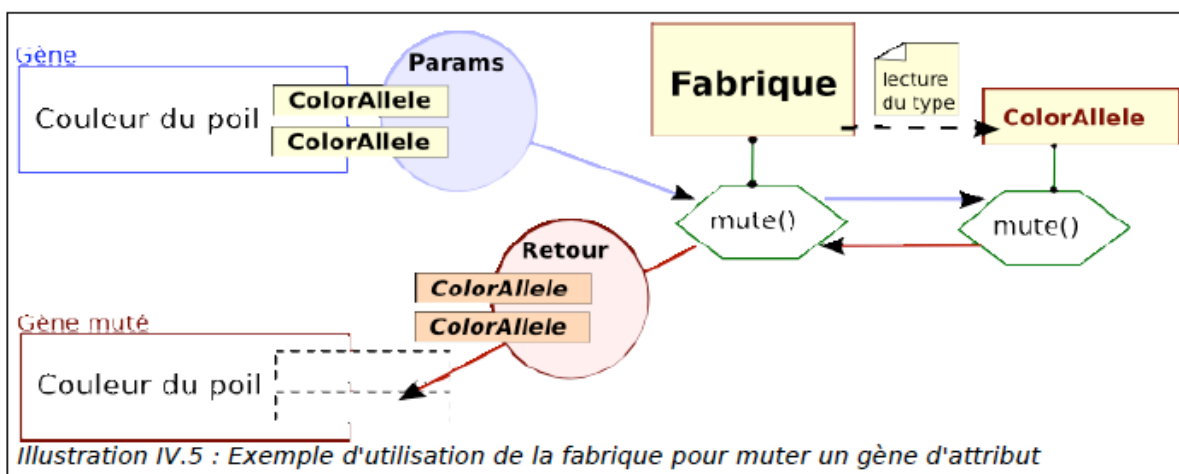 Gène
Couleur du poil
ColorAllele
ColorAllele
Params
Fabrique
lecture
du type
ColorAllele
mute()
mute()
Retour
ColorAllele
ColorAllele
Gène muté
Couleur du poil
Illustration IV.5 : Exemple d'utilisation de la fabrique pour muter un gène d'attribut